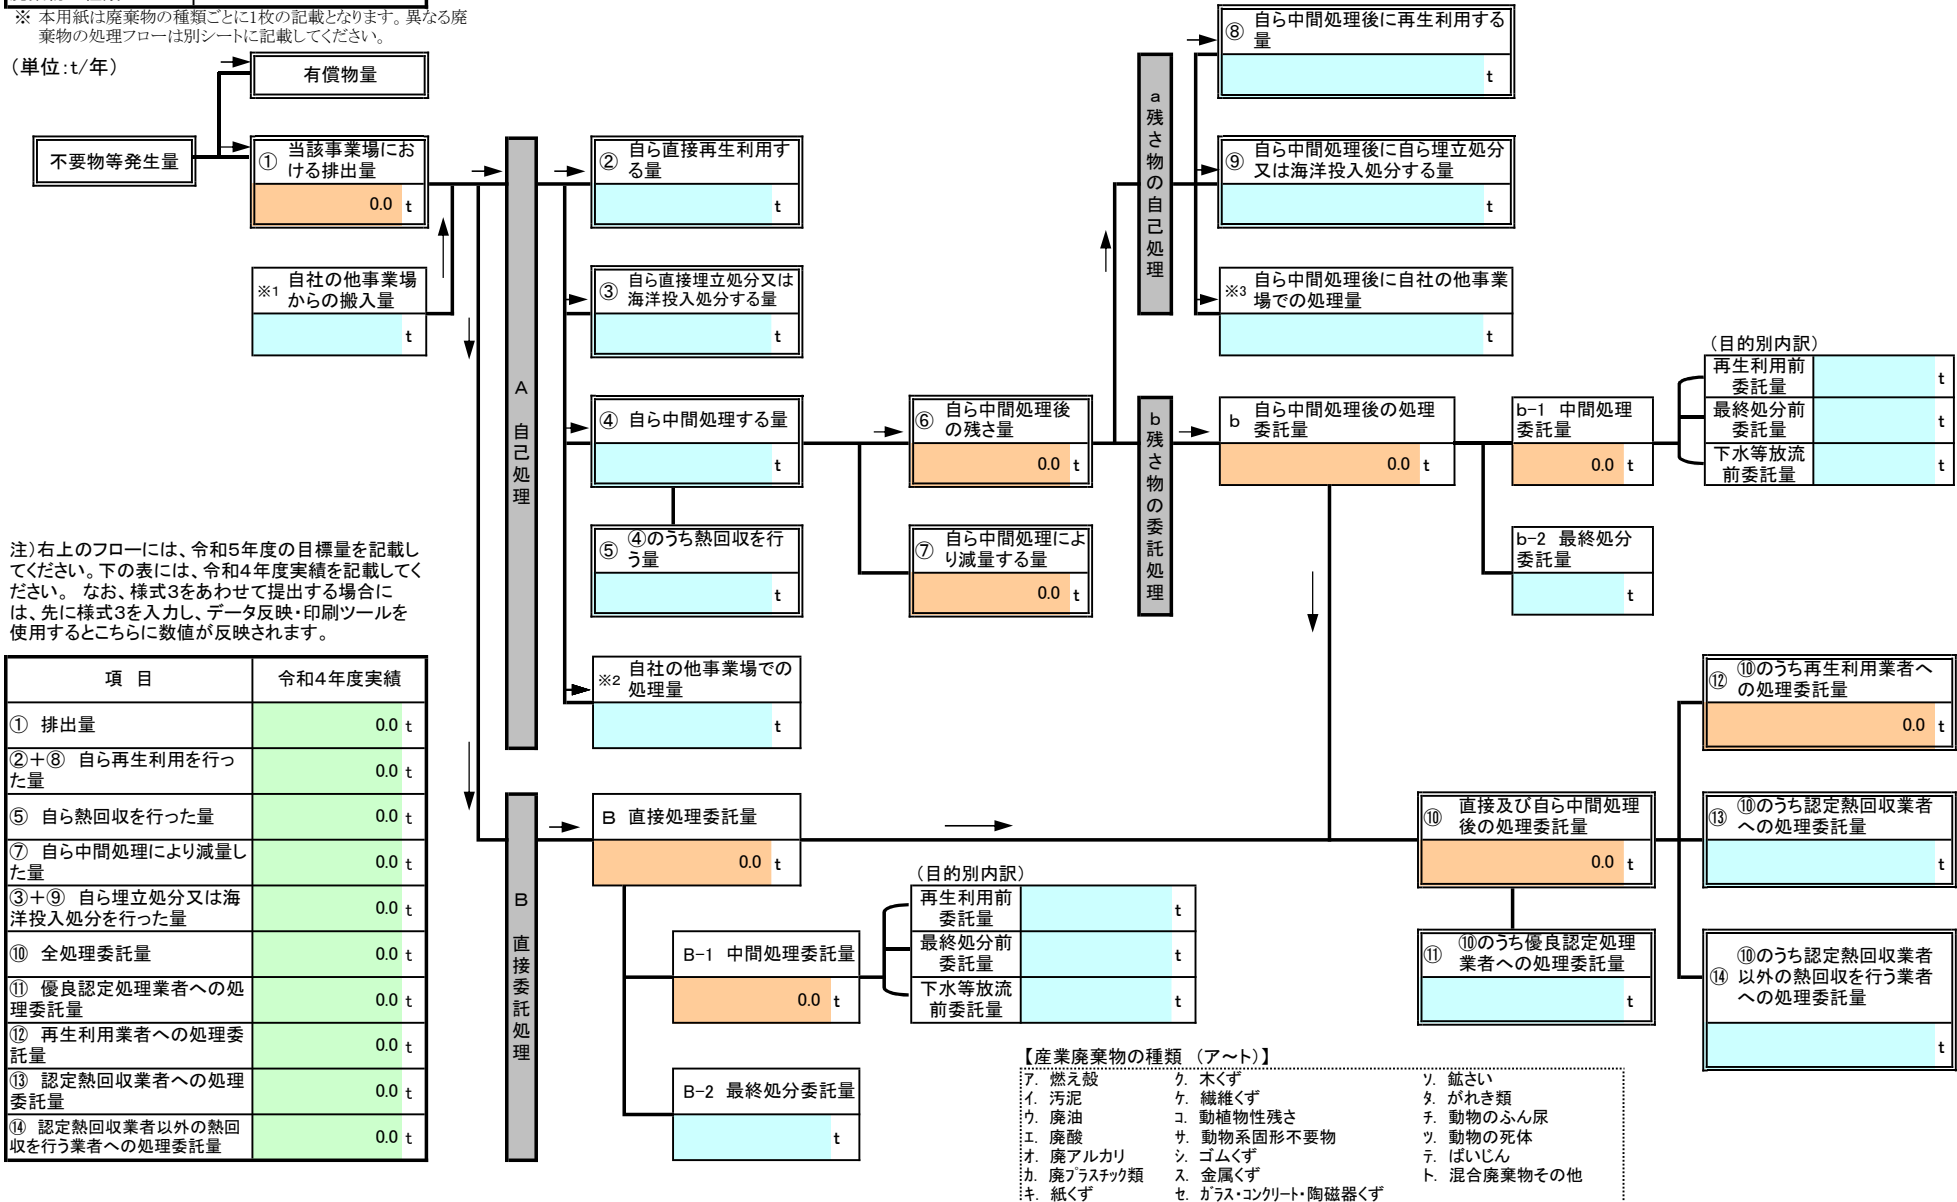 ※ 本用紙は廃棄物の種類ごとに1枚の記載となります。異なる廃
棄物の処理フローは別シートに記載してください。
（単位:t/年）
有償物量
不要物等発生量
① 当該事業場にお
ける排出量
0.0 t
※1 自社の他事業場
からの搬入量
t
A 自己処理
② 自ら直接再生利用す
る量
t
③ 自ら直接埋立処分又は
海洋投入処分する量
t
④ 自ら中間処理する量
t
⑤ ④のうち熱回収を行
う量
t
※2 自社の他事業場での
処理量
t
⑥ 自ら中間処理後
の残さ量
0.0 t
⑦ 自ら中間処理によ
り減量する量
0.0 t
a 残さ物の自己処理
⑧ 自ら中間処理後に再生利用する
量
t
⑨ 自ら中間処理後に自ら埋立処分
又は海洋投入処分する量
t
※3 自ら中間処理後に自社の他事業
場での処理量
t
b 残さ物の委託処理
b 自ら中間処理後の処理
委託量
0.0 t
b-1 中間処理
委託量
0.0 t
b-2 最終処分
委託量
t
（目的別内訳）
再生利用前
委託量
t
最終処分前
委託量
t
下水等放流
前委託量
t
注）右上のフローには、令和5年度の目標量を記載し
てください。下の表には、令和4年度実績を記載してく
ださい。 なお、様式3をあわせて提出する場合に
は、先に様式3を入力し、データ反映・印刷ツールを
使用するとこちらに数値が反映されます。
項 目 令和4年度実績
① 排出量 0.0 t
②＋⑧ 自ら再生利用を行っ
た量 0.0 t
⑤ 自ら熱回収を行った量 0.0 t
⑦ 自ら中間処理により減量し
た量 0.0 t
③＋⑨ 自ら埋立処分又は海
洋投入処分を行った量 0.0 t
⑩ 全処理委託量 0.0 t
⑪ 優良認定処理業者への処
理委託量 0.0 t
⑫ 再生利用業者への処理委
託量 0.0 t
⑬ 認定熱回収業者への処理
委託量 0.0 t
⑭ 認定熱回収業者以外の熱回
収を行う業者への処理委託量 0.0 t
B 直接委託処理
B 直接処理委託量
0.0 t
B-1 中間処理委託量
0.0 t
B-2 最終処分委託量
t
（目的別内訳）
再生利用前
委託量
t
最終処分前
委託量
t
下水等放流
前委託量
t
⑩ 直接及び自ら中間処理
後の処理委託量
0.0 t
⑪ ⑩のうち優良認定処理
業者への処理委託量
t
⑫ ⑩のうち再生利用業者へ
の処理委託量
0.0 t
⑬ ⑩のうち認定熱回収業者
への処理委託量
t
⑭ ⑩のうち認定熱回収業者
以外の熱回収を行う業者
への処理委託量
t
【産業廃棄物の種類 （ア～ト）】
ア. 燃え殻 ク. 木くず ソ. 鉱さい
イ. 汚泥 ケ. 繊維くず タ. がれき類
ウ. 廃油 コ. 動植物性残さ チ. 動物のふん尿
エ. 廃酸 サ. 動物系固形不要物 ツ. 動物の死体
オ. 廃アルカリ シ. ゴムくず テ. ばいじん
カ. 廃プラスチック類 ス. 金属くず ト. 混合廃棄物その他
キ. 紙くず セ. ガラス・コンクリート・陶磁器くず